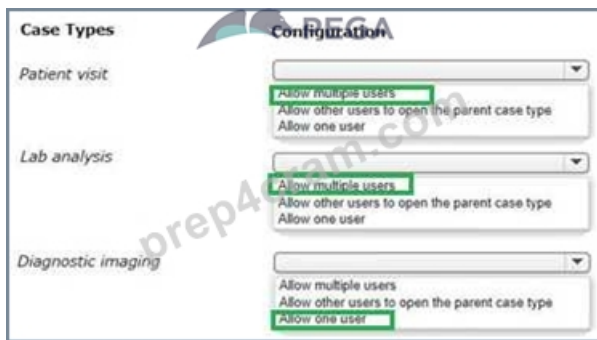 PEGA
Case Types Configuration
Patient visit
Allow multiple users
Allow other users to open the parent case type
Allow one user
Lab analysis
Allow multiple users
Allow other users to open the parent case type
Allow one user
Diagnostic imaging
Allow multiple users
Allow other users to open the parent case type
Allow one user
prep4cram.com